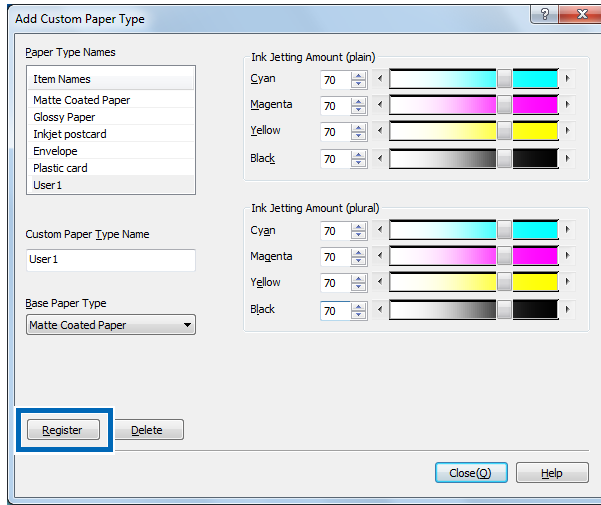 Add Custom Paper Type
?
Paper Type Names
Item Names
Matte Coated Paper
Glossy Paper
Inkjet postcard
Envelope
Plastic card
User1
Custom Paper Type Name
User1
Base Paper Type
Matte Coated Paper
Register
Delete
Ink Jetting Amount (plain)
Cyan 70
Magenta 70
Yellow 70
Black 70
Ink Jetting Amount (plural)
Cyan 70
Magenta 70
Yellow 70
Black 70
Close(O)
Help